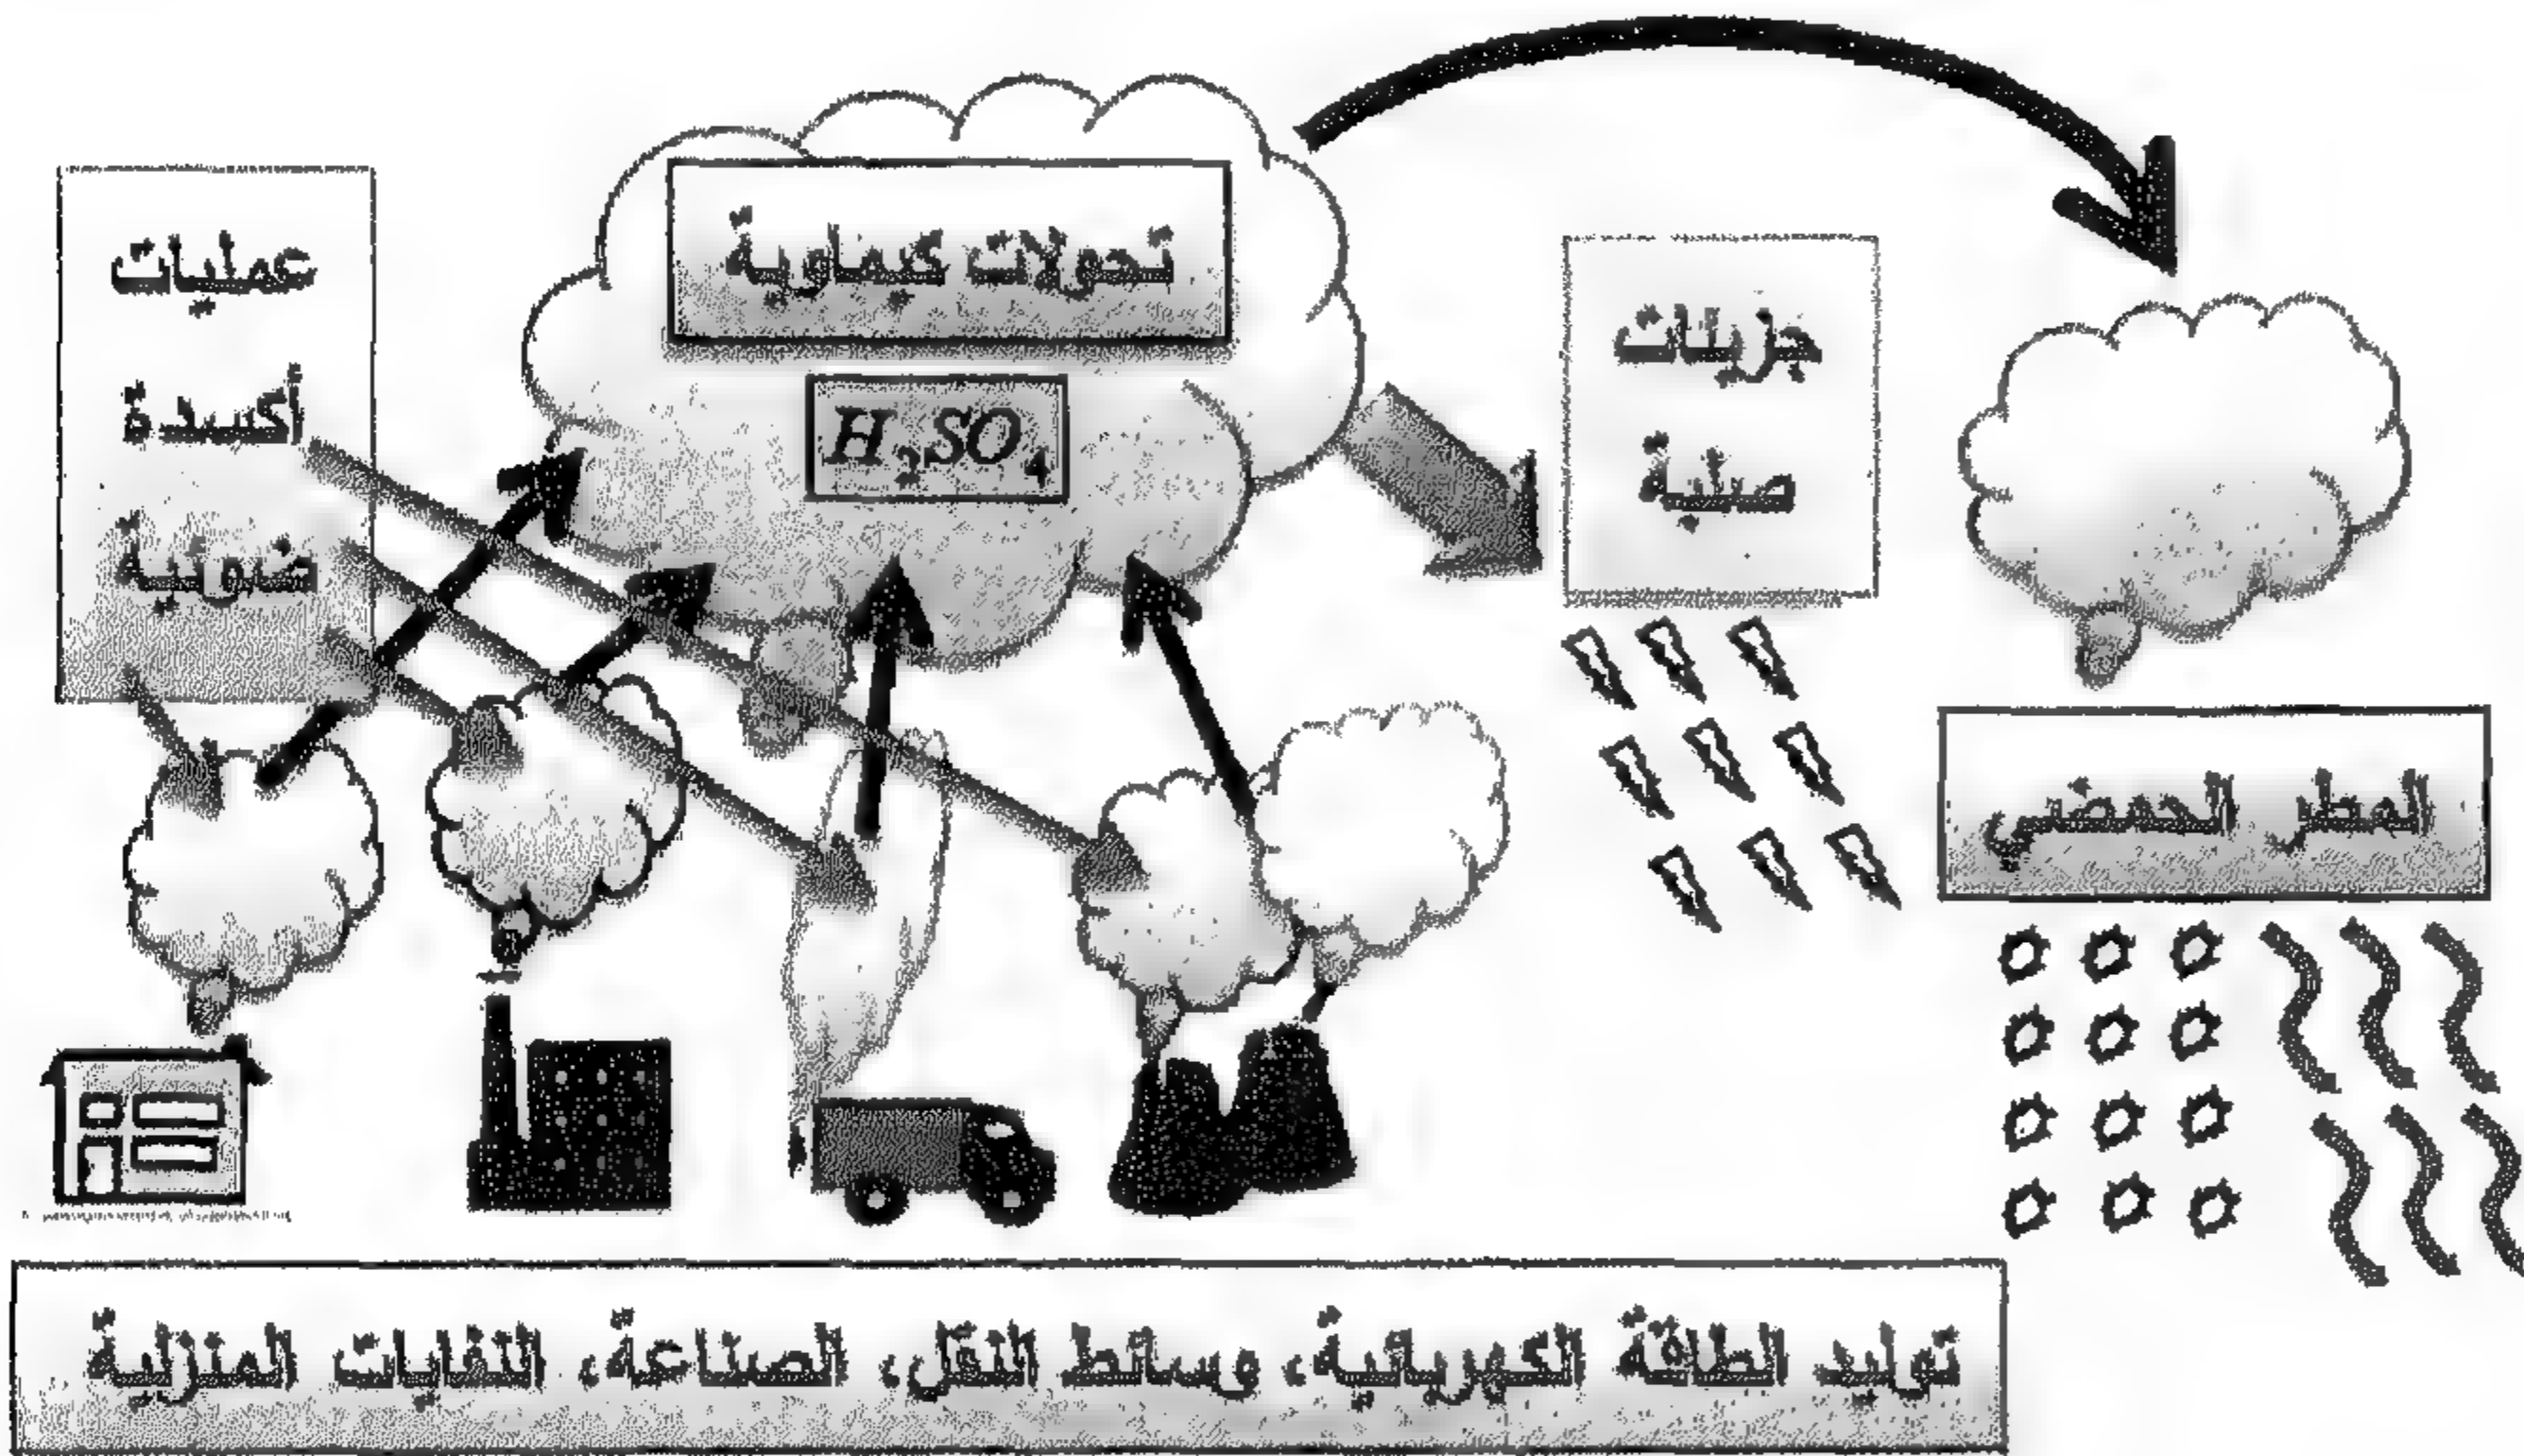 تحولات كيماوية
H₂SO₄
عمليات
أكسدة
ضوئية
جزيئات
صلبة
المطر الحمضي
توليد الطاقة الكهربائية، وسائط النقل، الصناعة، النفايات المنزلية